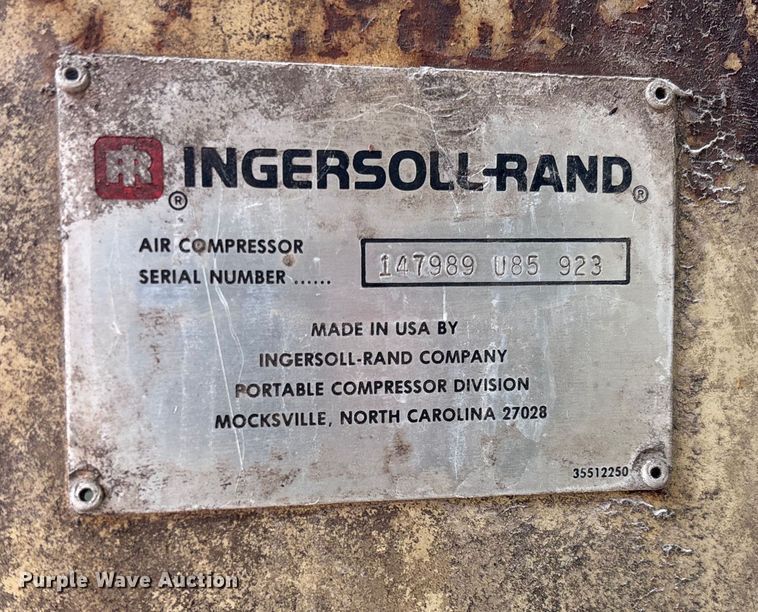 IR® INGERSOLL-RAND®
AIR COMPRESSOR
SERIAL NUMBER ...... 147989 U85 923
MADE IN USA BY
INGERSOLL-RAND COMPANY
PORTABLE COMPRESSOR DIVISION
MOCKSVILLE, NORTH CAROLINA 27028
35512250
Purple Wave Auction